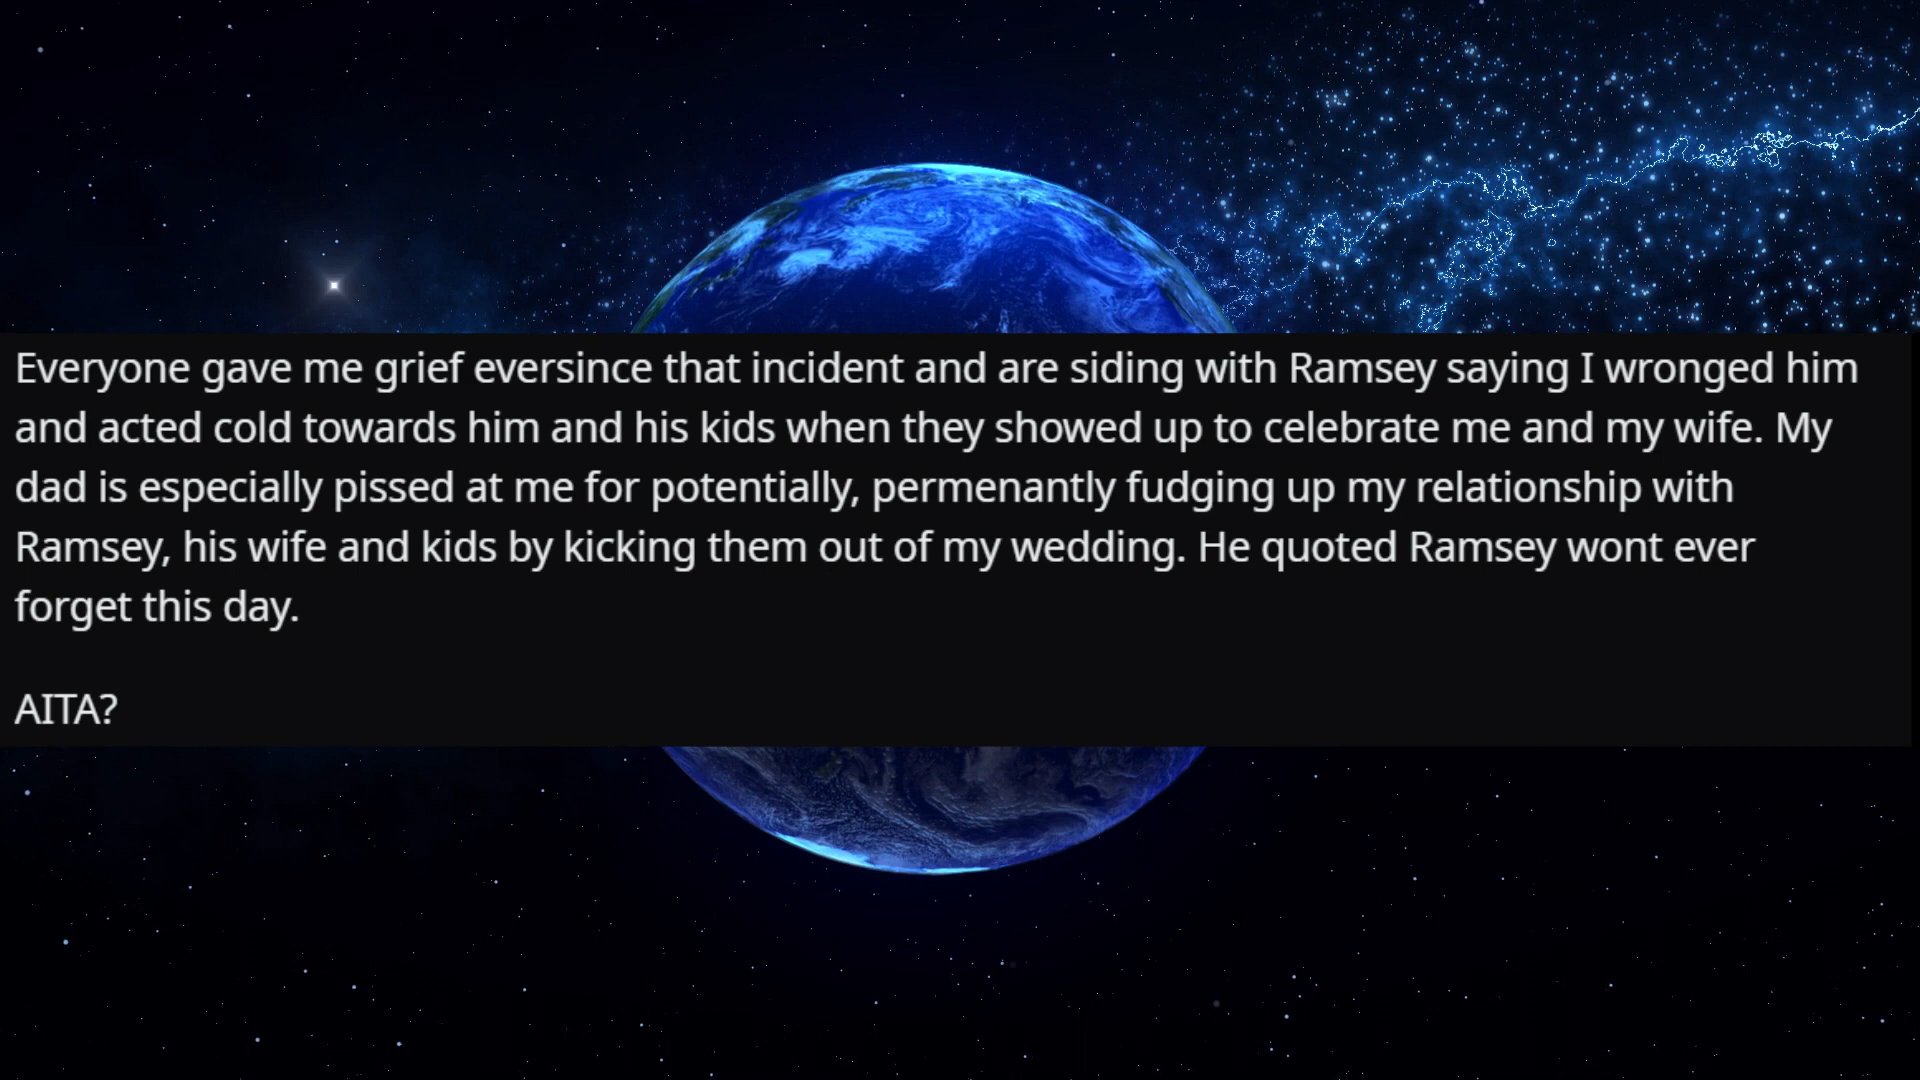 Everyone gave me grief eversince that incident and are siding with Ramsey saying I wronged him
and acted cold towards him and his kids when they showed up to celebrate me and my wife. My
dad is especially pissed at me for potentially, permenantly fudging up my relationship with
Ramsey, his wife and kids by kicking them out of my wedding. He quoted Ramsey wont ever
forget this day.
AITA?